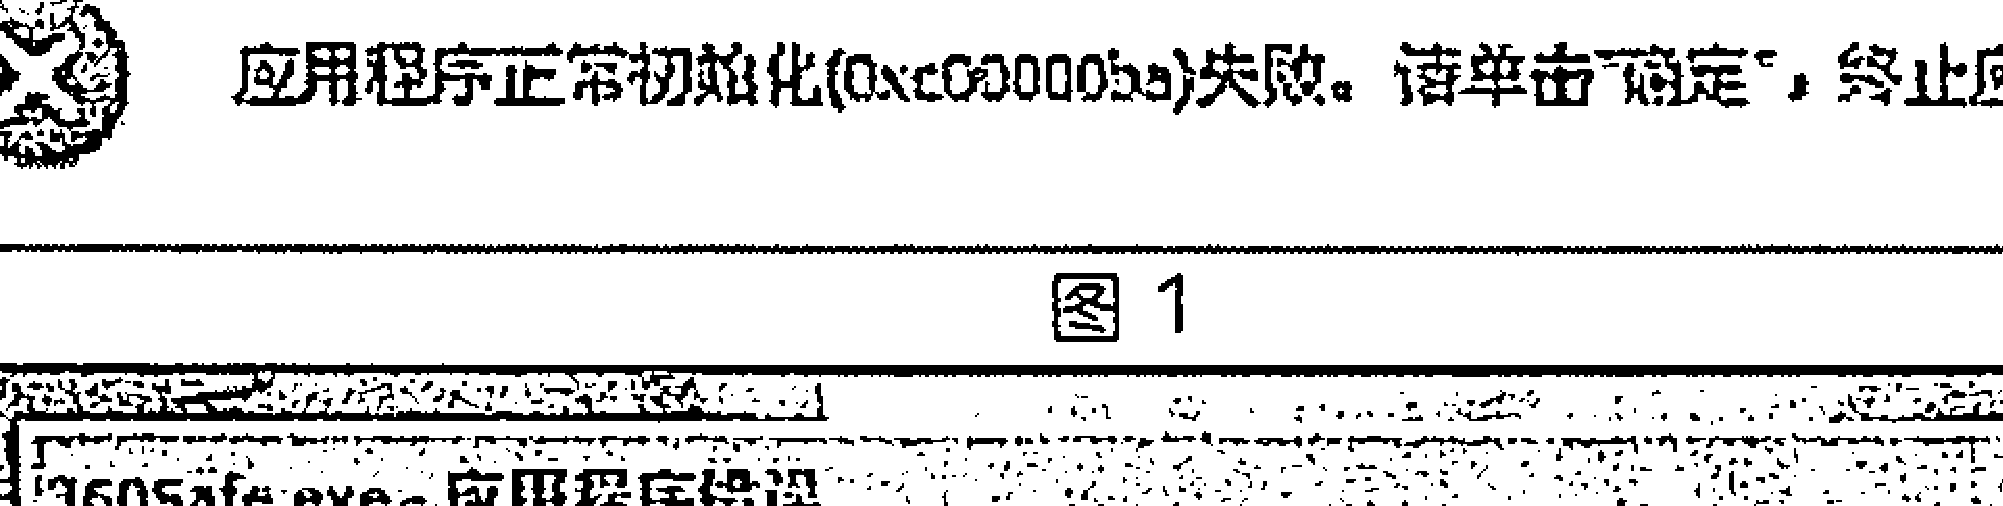 应用程序正常初始化(0xc00000ba)失败。 请单击“确定”，终止应
图 1
360Safe.exe - 应用程序错误